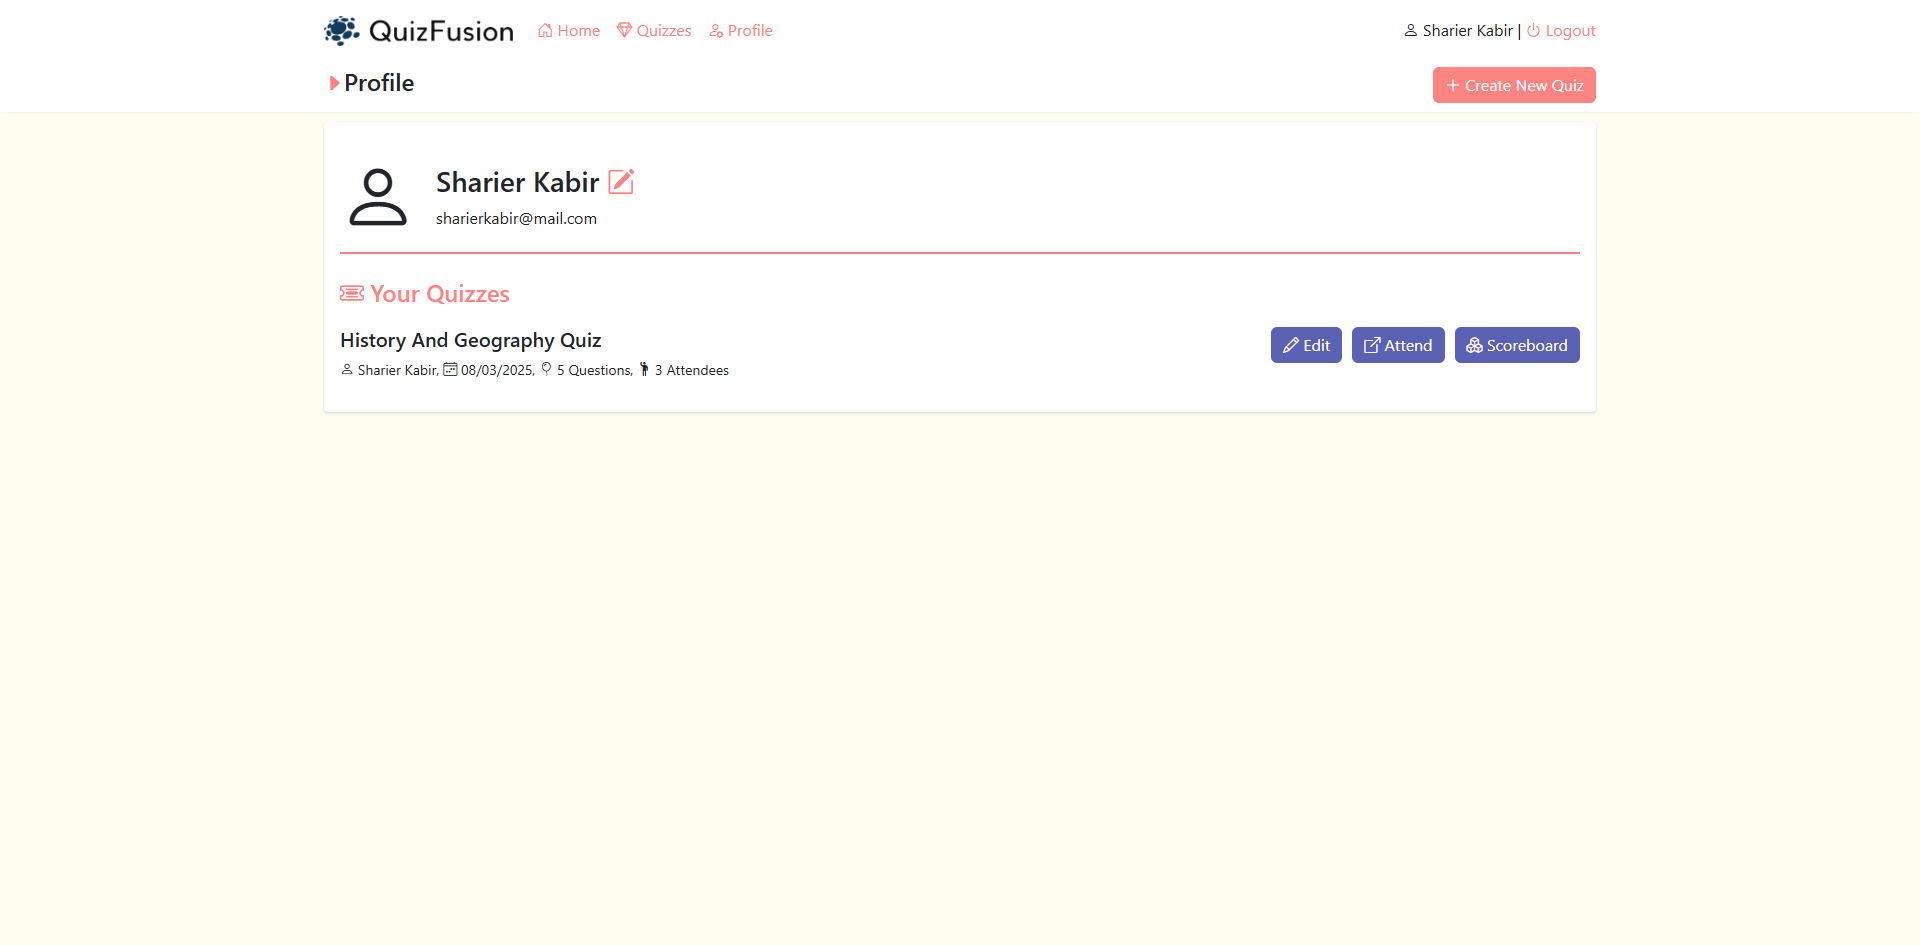 QuizFusion Home Quizzes Profile Sharier Kabir | Logout
Profile Create New Quiz
Sharier Kabir
sharierkabir@mail.com
Your Quizzes
History And Geography Quiz Edit Attend Scoreboard
Sharier Kabir, 08/03/2025, 5 Questions, 3 Attendees